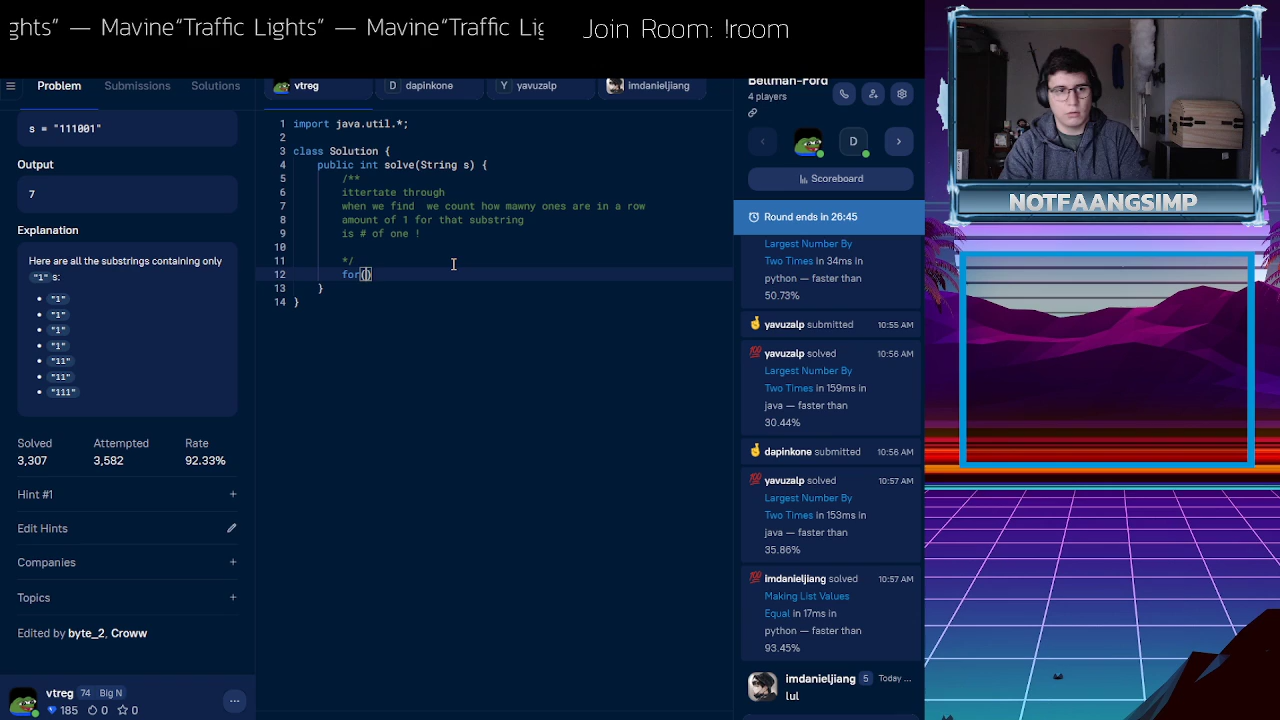 ghts” — Mavine“Traffic Lights” — Mavine“Traffic Lig
Join Room: !room
Problem
Submissions
Solutions
s = "111001"
Output
7
Explanation
Here are all the substrings containing only
"1" s:
"1"
"1"
"1"
"1"
"11"
"11"
"111"
Solved
Attempted
Rate
3,307
3,582
92.33%
Hint #1
+
Edit Hints
Companies
+
Topics
+
Edited by byte_2, Croww
vtreg 74 Big N
185 0 0
...
vtreg
D dapinkone
Y yavuzalp
imdanieljiang
1 import java.util.*;
2
3 class Solution {
4 public int solve(String s) {
5 /**
6 ittertate through
7 when we find  we count how mawny ones are in a row
8 amount of 1 for that substring
9 is # of one !
10
11 */
12 for()
13 }
14 }
Bellman-Ford
4 players
D
Scoreboard
Round ends in 26:45
Largest Number By
Two Times in 34ms in
python — faster than
50.73%
yavuzalp submitted 10:55 AM
yavuzalp solved 10:56 AM
Largest Number By
Two Times in 159ms in
java — faster than
30.44%
dapinkone submitted 10:56 AM
yavuzalp solved 10:57 AM
Largest Number By
Two Times in 153ms in
java — faster than
35.86%
imdanieljiang solved 10:57 AM
Making List Values
Equal in 17ms in
python — faster than
93.45%
imdanieljiang 5 Today ...
lul
NOTFAANGSIMP